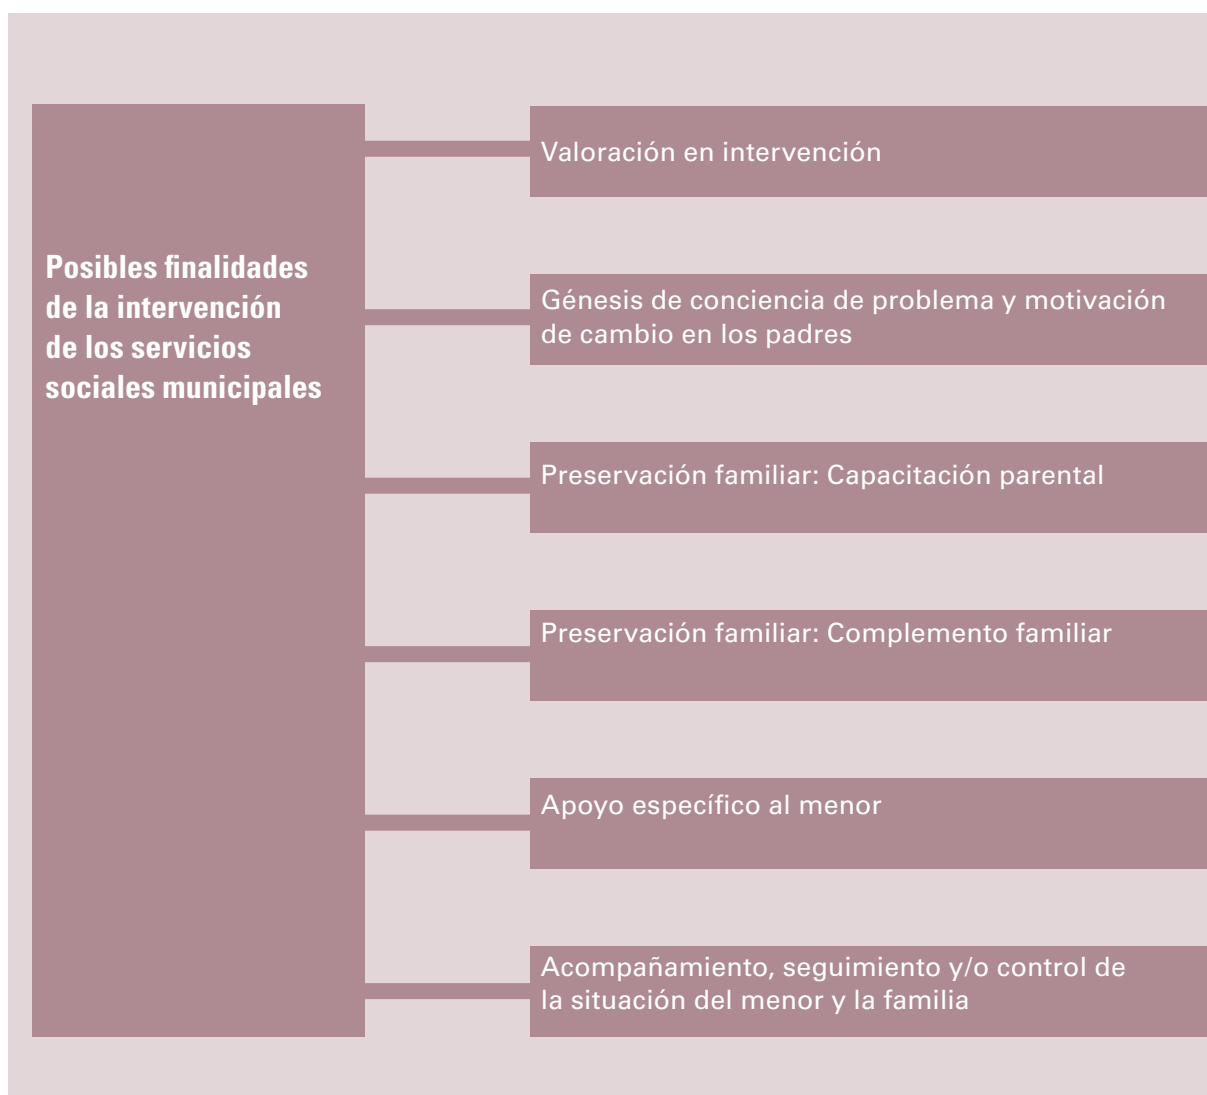 Posibles finalidades
de la intervención
de los servicios
sociales municipales
Valoración en intervención
Génesis de conciencia de problema y motivación
de cambio en los padres
Preservación familiar: Capacitación parental
Preservación familiar: Complemento familiar
Apoyo específico al menor
Acompañamiento, seguimiento y/o control de
la situación del menor y la familia